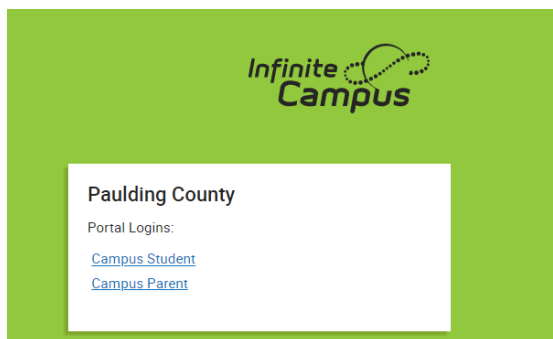 Infinite
Campus
Paulding County
Portal Logins:
Campus Student
Campus Parent